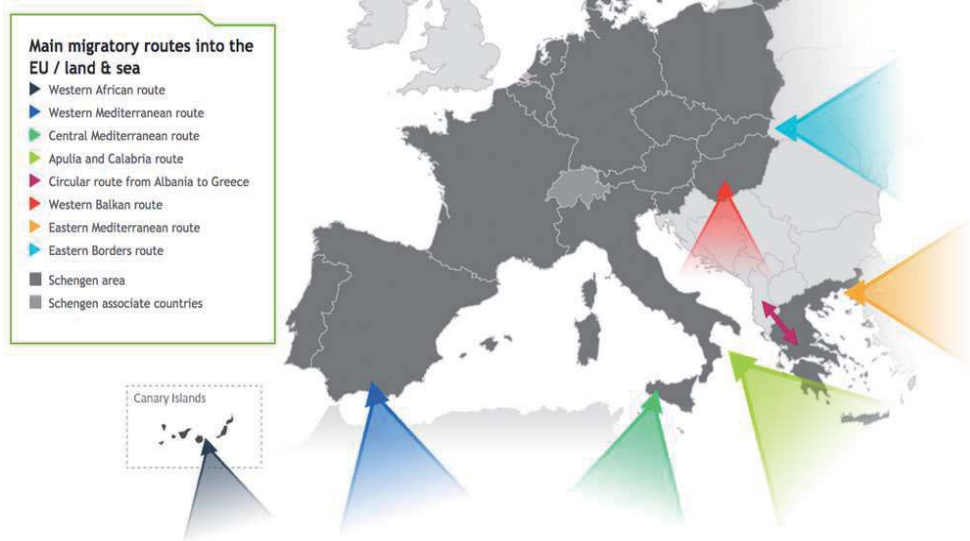 Main migratory routes into the
EU / land & sea
Western African route
Western Mediterranean route
Central Mediterranean route
Apulia and Calabria route
Circular route from Albania to Greece
Western Balkan route
Eastern Mediterranean route
Eastern Borders route
Schengen area
Schengen associate countries
Canary Islands